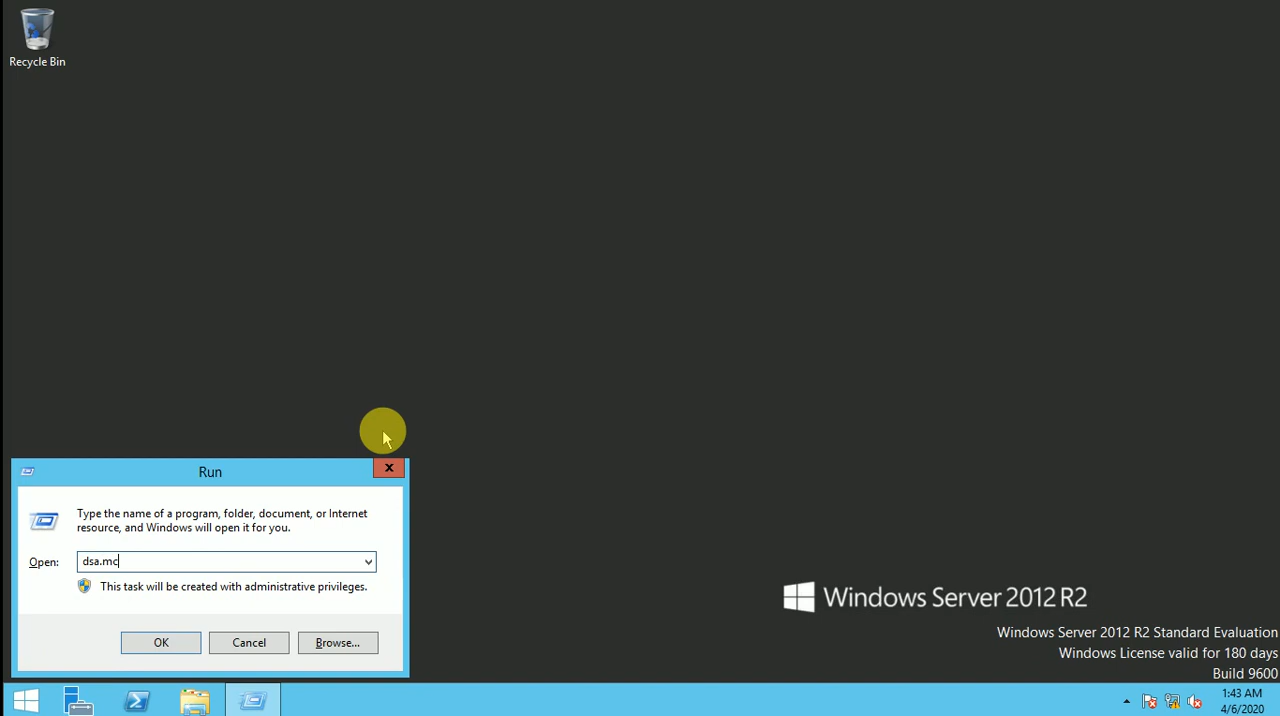 Recycle Bin
Run
x
Type the name of a program, folder, document, or Internet
resource, and Windows will open it for you.
Open:
dsa.mc
This task will be created with administrative privileges.
OK
Cancel
Browse...
Windows Server 2012 R2
Windows Server 2012 R2 Standard Evaluation
Windows License valid for 180 days
Build 9600
1:43 AM
4/6/2020